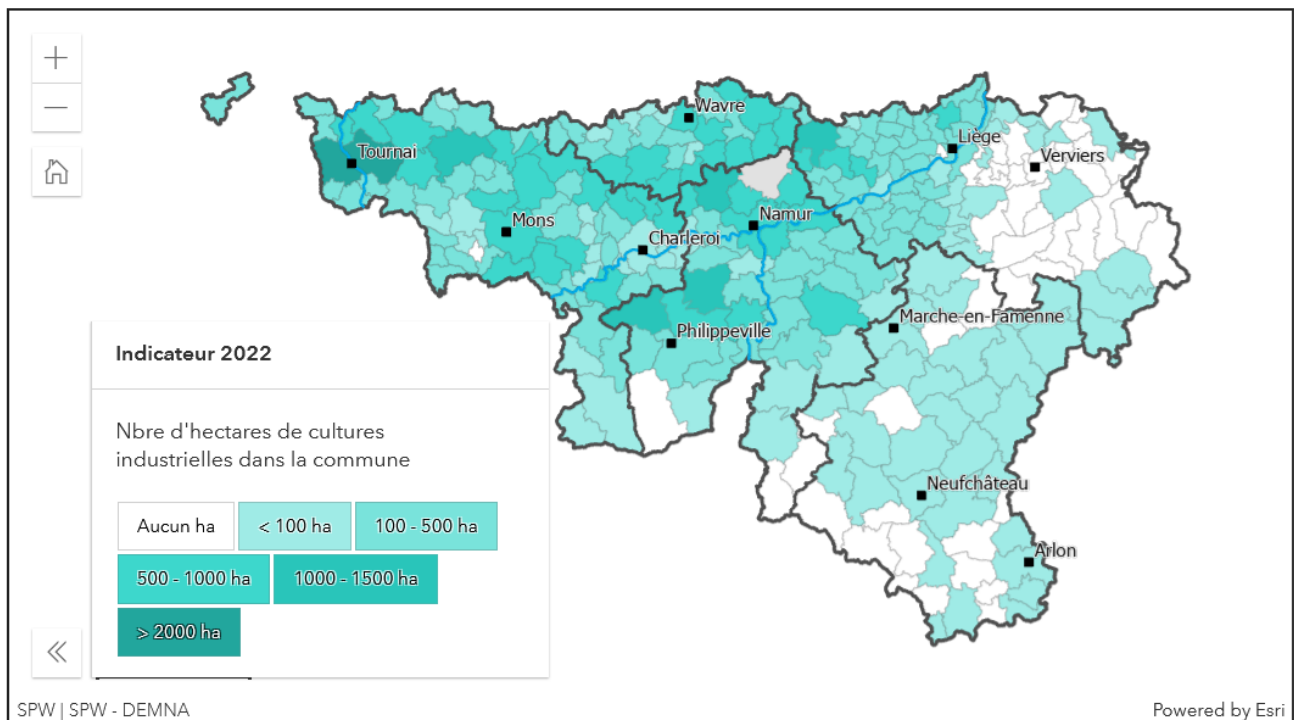 Wavre
Liège
Tournai
Verviers
Mons
Namur
Charleroi
Marche-en-Famenne
Philippeville
Indicateur 2022
Nbre d'hectares de cultures
industrielles dans la commune
Aucun ha
< 100 ha
100 - 500 ha
500 - 1000 ha
1000 - 1500 ha
> 2000 ha
Neufchâteau
Arlon
SPW | SPW - DEMNA
Powered by Esri